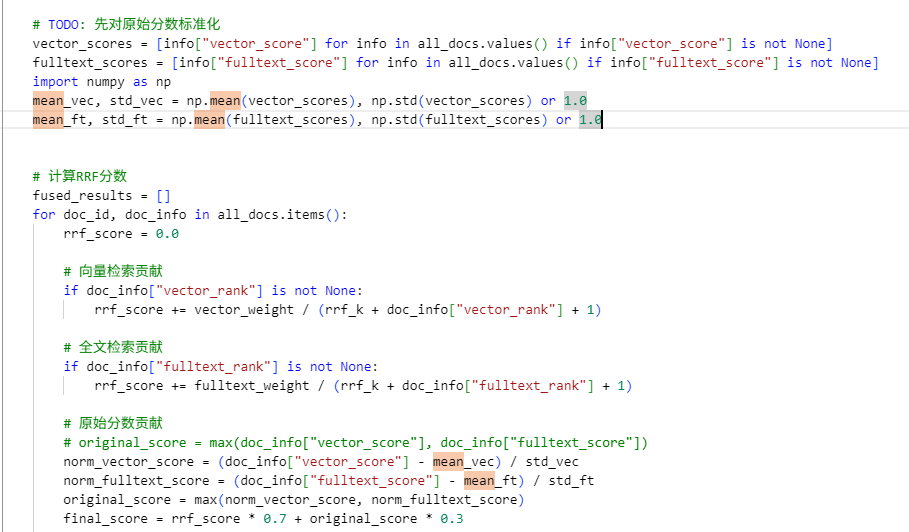 # TODO: 先对原始分数标准化
vector_scores = [info["vector_score"] for info in all_docs.values() if info["vector_score"] is not None]
fulltext_scores = [info["fulltext_score"] for info in all_docs.values() if info["fulltext_score"] is not None]
import numpy as np
mean_vec, std_vec = np.mean(vector_scores), np.std(vector_scores) or 1.0
mean_ft, std_ft = np.mean(fulltext_scores), np.std(fulltext_scores) or 1.0
# 计算RRF分数
fused_results = []
for doc_id, doc_info in all_docs.items():
    rrf_score = 0.0
    # 向量检索贡献
    if doc_info["vector_rank"] is not None:
        rrf_score += vector_weight / (rrf_k + doc_info["vector_rank"] + 1)
    # 全文检索贡献
    if doc_info["fulltext_rank"] is not None:
        rrf_score += fulltext_weight / (rrf_k + doc_info["fulltext_rank"] + 1)
    # 原始分数贡献
    # original_score = max(doc_info["vector_score"], doc_info["fulltext_score"])
    norm_vector_score = (doc_info["vector_score"] - mean_vec) / std_vec
    norm_fulltext_score = (doc_info["fulltext_score"] - mean_ft) / std_ft
    original_score = max(norm_vector_score, norm_fulltext_score)
    final_score = rrf_score * 0.7 + original_score * 0.3